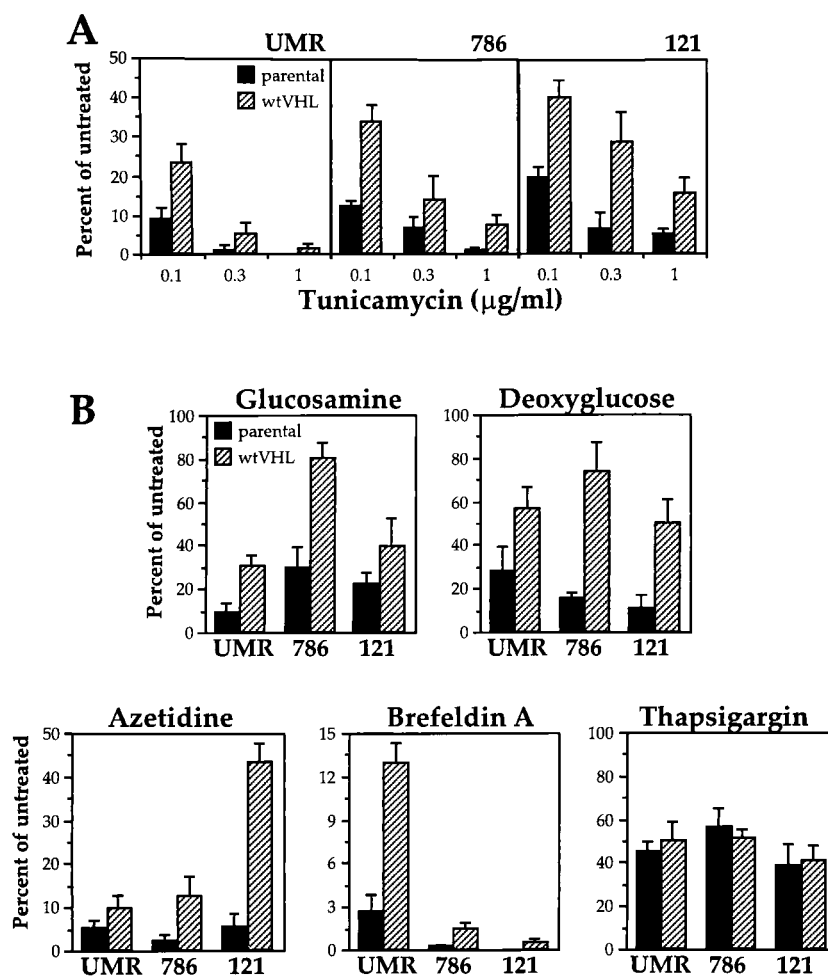 A
UMR 786 121
Percent of untreated
50
40
30
20
10
0
parental
wtVHL
0.1 0.3 1 0.1 0.3 1 0.1 0.3 1
Tunicamycin (μg/ml)
B
Glucosamine
Percent of untreated
100
80
60
40
20
0
parental
wtVHL
UMR 786 121
Deoxyglucose
100
80
60
40
20
0
UMR 786 121
Azetidine
Percent of untreated
50
40
30
20
10
0
UMR 786 121
Brefeldin A
15
12
9
6
3
0
UMR 786 121
Thapsigargin
100
80
60
40
20
0
UMR 786 121